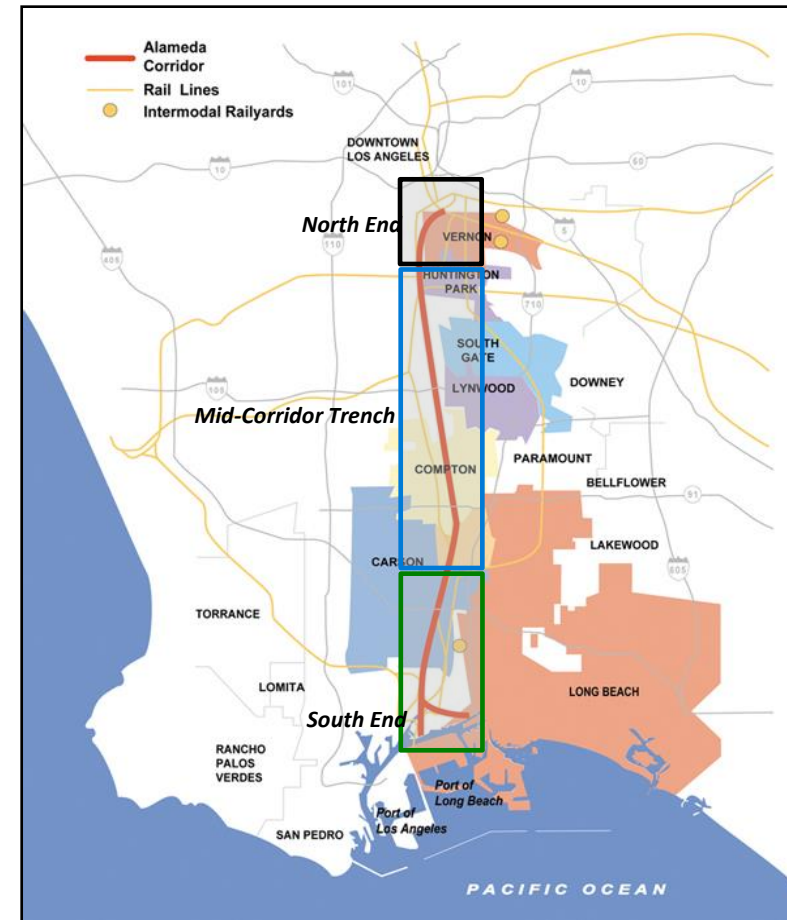 Alameda
Corridor
Rail Lines
Intermodal Railyards
101
10
DOWNTOWN
LOS ANGELES
10
60
North End
VERNON
5
110
405
HUNTINGTON
PARK
710
SOUTH
GATE
105
LYNWOOD
DOWNEY
Mid-Corridor Trench
COMPTON
PARAMOUNT
BELLFLOWER
91
LAKEWOOD
CARSON
605
TORRANCE
LOMITA
LONG BEACH
South End
RANCHO
PALOS
VERDES
Port of
Long Beach
Port of
Los Angeles
SAN PEDRO
PACIFIC OCEAN